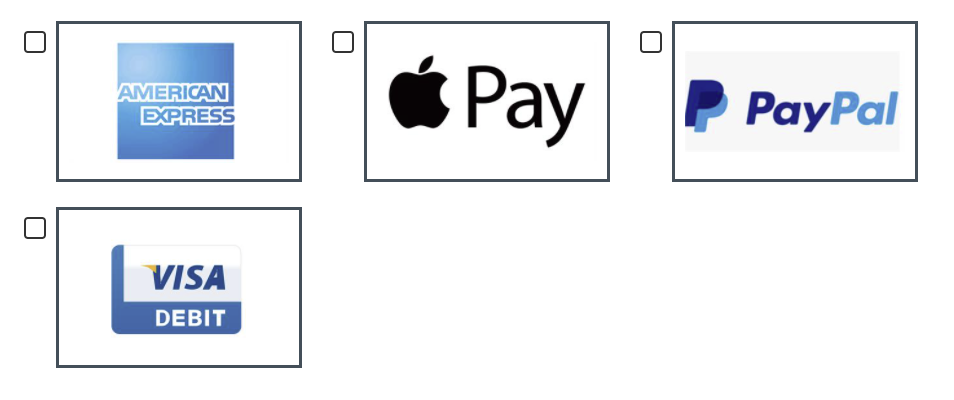 AMERICAN
EXPRESS
Pay
PayPal
VISA
DEBIT